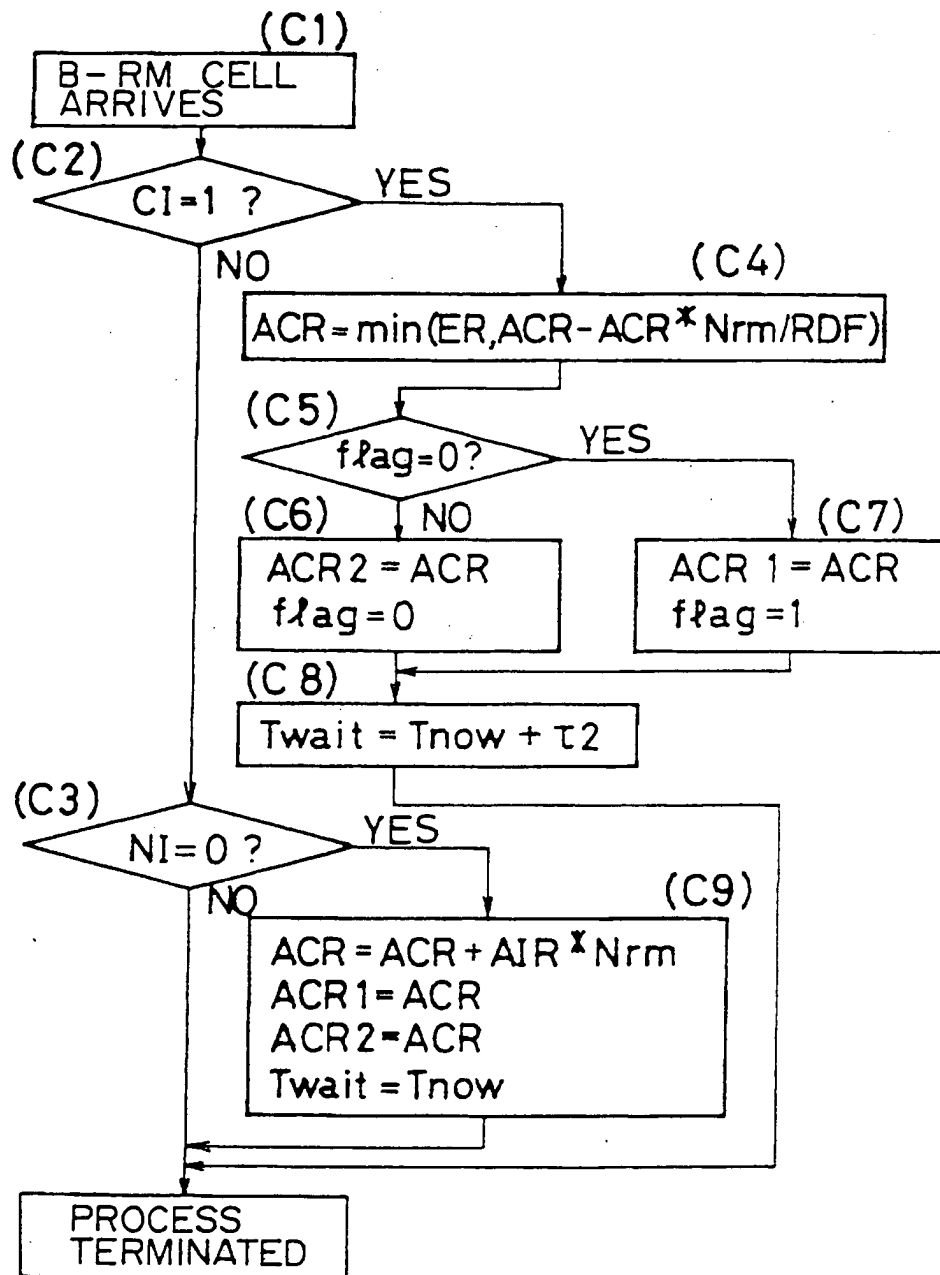 (C1)
B-RM CELL
ARRIVES
(C2)
CI=1 ?
YES
NO
(C4)
ACR=min(ER,ACR-ACR*Nrm/RDF)
(C5)
flag=0?
YES
NO
(C6)
ACR2=ACR
flag=0
(C7)
ACR1=ACR
flag=1
(C8)
Twait=Tnow+τ2
(C3)
NI=0 ?
YES
NO
(C9)
ACR=ACR+AIR*Nrm
ACR1=ACR
ACR2=ACR
Twait=Tnow
PROCESS
TERMINATED